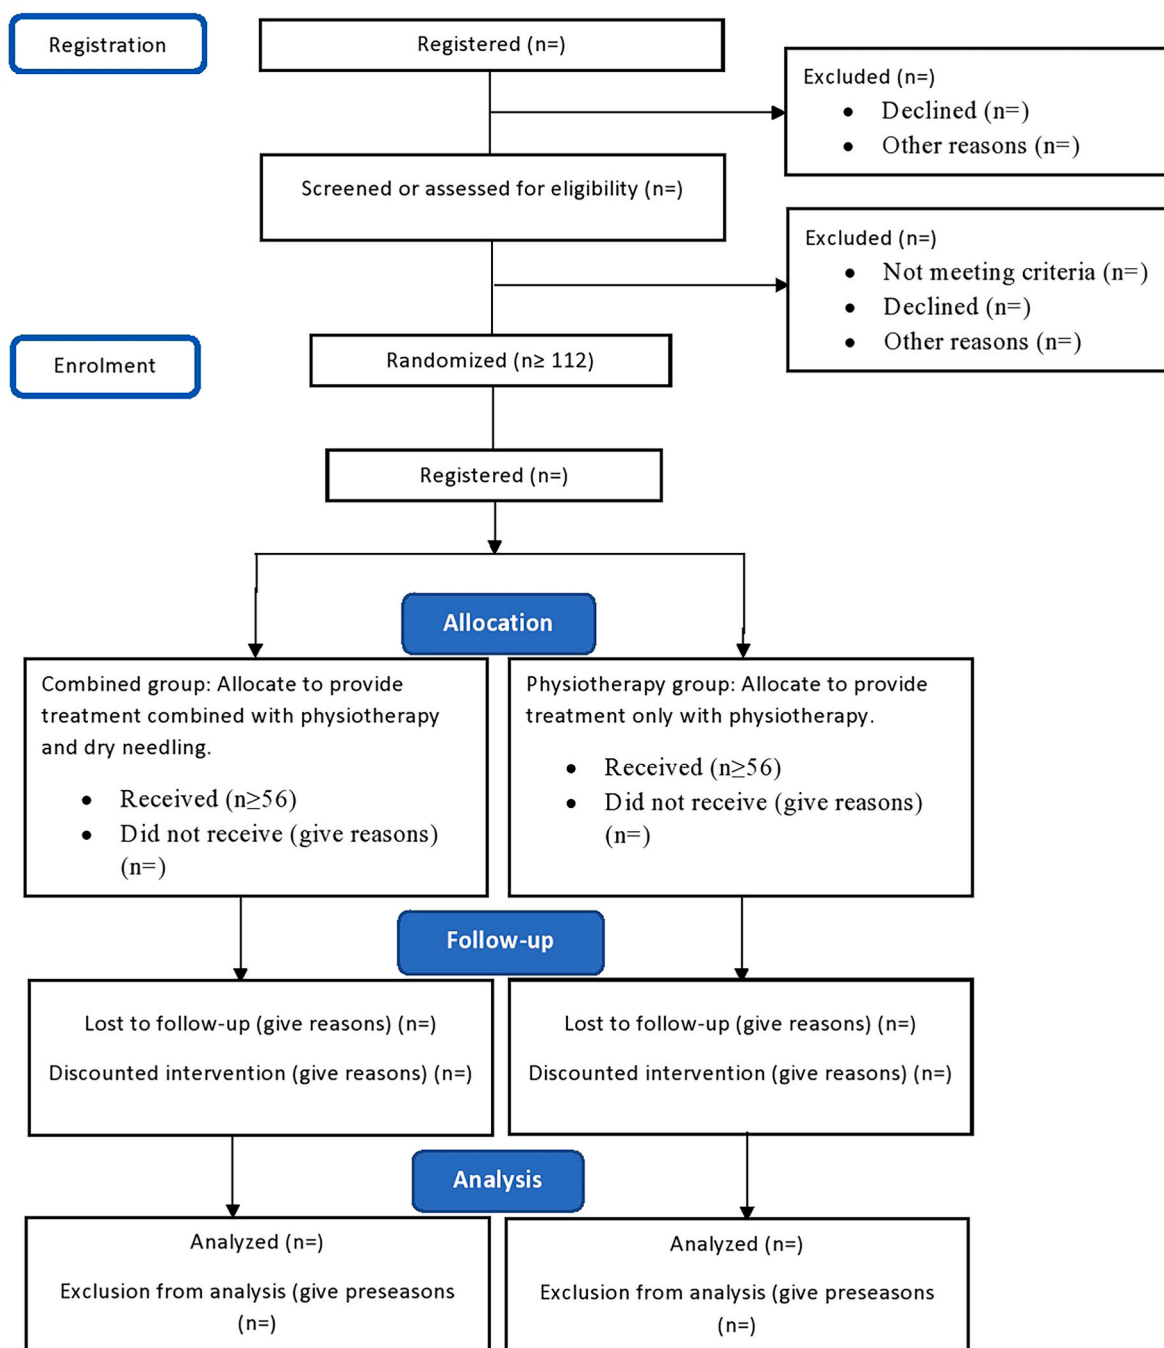 Registration
Registered (n=)
Excluded (n=)
• Declined (n=)
• Other reasons (n=)
Screened or assessed for eligibility (n=)
Excluded (n=)
• Not meeting criteria (n=)
• Declined (n=)
• Other reasons (n=)
Enrolment
Randomized (n≥ 112)
Registered (n=)
Allocation
Combined group: Allocate to provide
treatment combined with physiotherapy
and dry needling.
• Received (n≥56)
• Did not receive (give reasons)
(n=)
Physiotherapy group: Allocate to provide
treatment only with physiotherapy.
• Received (n≥56)
• Did not receive (give reasons)
(n=)
Follow-up
Lost to follow-up (give reasons) (n=)
Discounted intervention (give reasons) (n=)
Lost to follow-up (give reasons) (n=)
Discounted intervention (give reasons) (n=)
Analysis
Analyzed (n=)
Exclusion from analysis (give preseasons
(n=)
Analyzed (n=)
Exclusion from analysis (give preseasons
(n=)